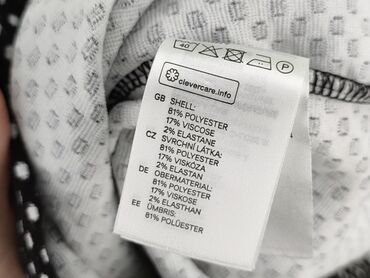 40 P
clevercare.info
GB SHELL:
81% POLYESTER
17% VISCOSE
2% ELASTANE
CZ SVRCHNÍ LÁTKA:
81% POLYESTER
17% VISKÓZA
2% ELASTAN
DE OBERMATERIAL:
81% POLYESTER
17% VISKOSE
2% ELASTHAN
EE ÜMBRIS:
81% POLÜESTER